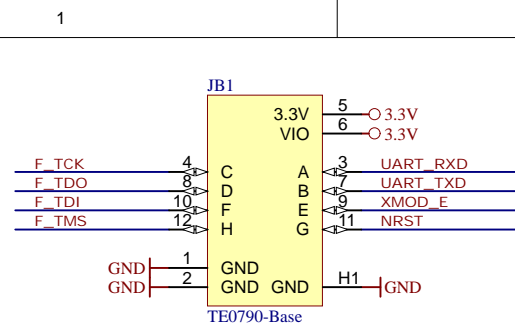 1
JB1
3.3V 5 3.3V
VIO 6 3.3V
F_TCK 4 C A 3 UART_RXD
F_TDO 8 D B 7 UART_TXD
F_TDI 10 F E 9 XMOD_E
F_TMS 12 H G 11 NRST
GND 1 GND
GND 2 GND GND H1 GND
TE0790-Base